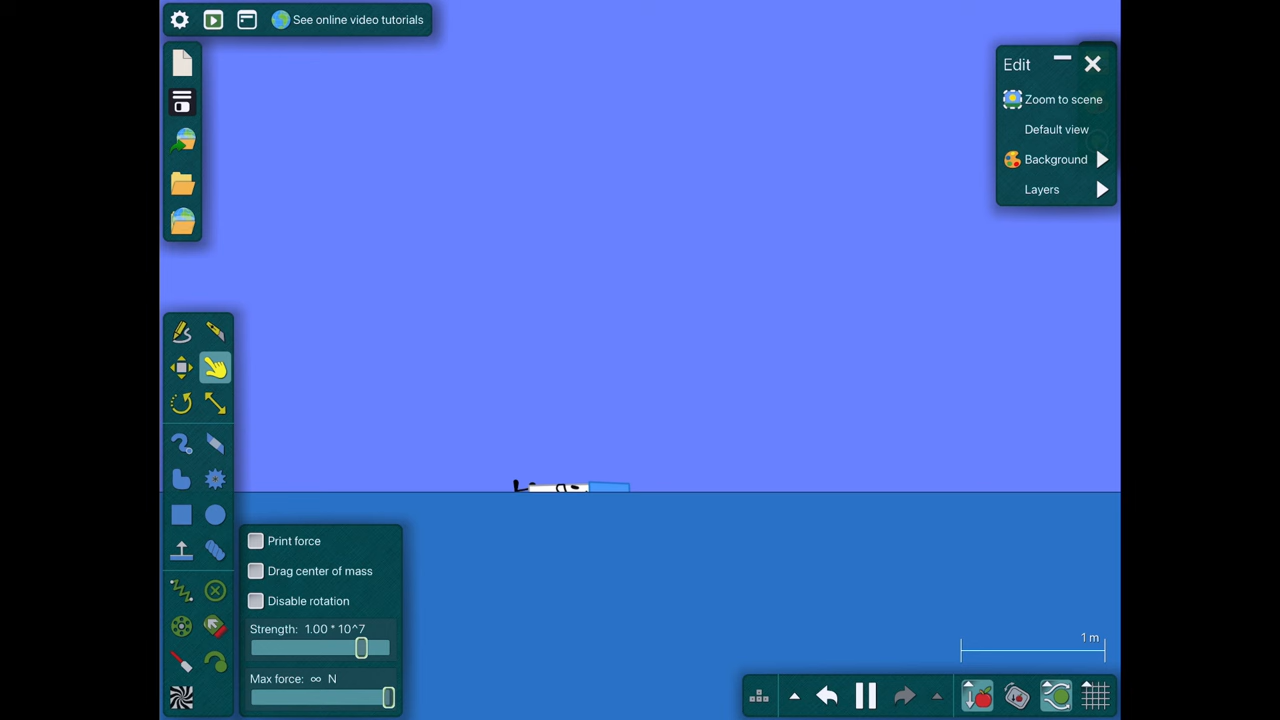 See online video tutorials
Edit
Zoom to scene
Default view
Background
Layers
Print force
Drag center of mass
Disable rotation
Strength: 1.00 * 10^7
Max force: ∞ N
1 m